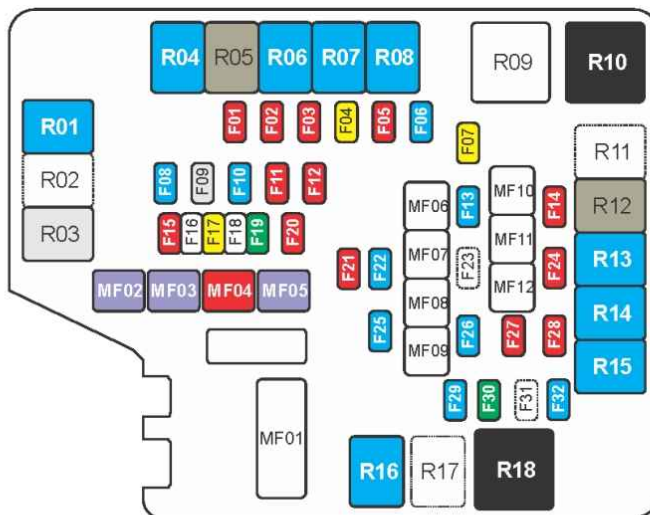 R04 R05 R06 R07 R08 R09 R10
F01 F02 F03 F04 F05 F06 F07
R01 R11
R02 F08 F09 F10 F11 F12 R12
R03 F15 F16 F17 F18 F19 F20
MF06 F13 MF10 F14
MF07 F23 MF11 F24 R13
F21 F22 MF12
MF02 MF03 MF04 MF05 MF08 R14
F25 MF09 F26 F27 F28 R15
F29 F30 F31 F32
MF01
R16 R17 R18